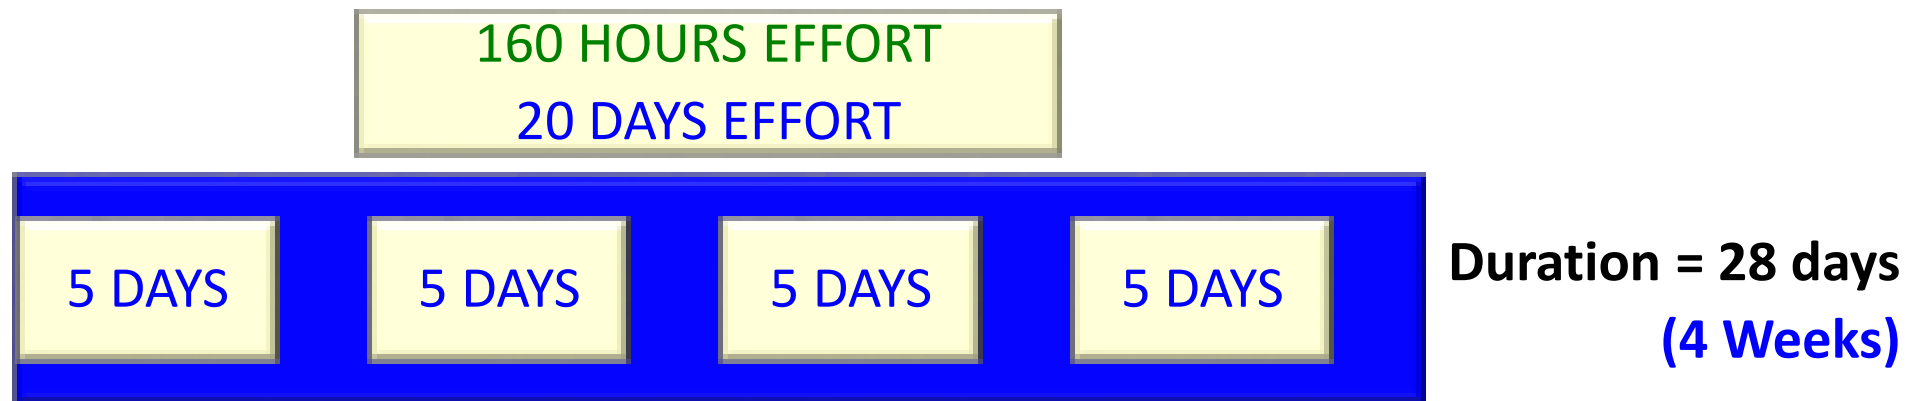 160 HOURS EFFORT
20 DAYS EFFORT
5 DAYS
5 DAYS
5 DAYS
5 DAYS
Duration = 28 days
(4 Weeks)